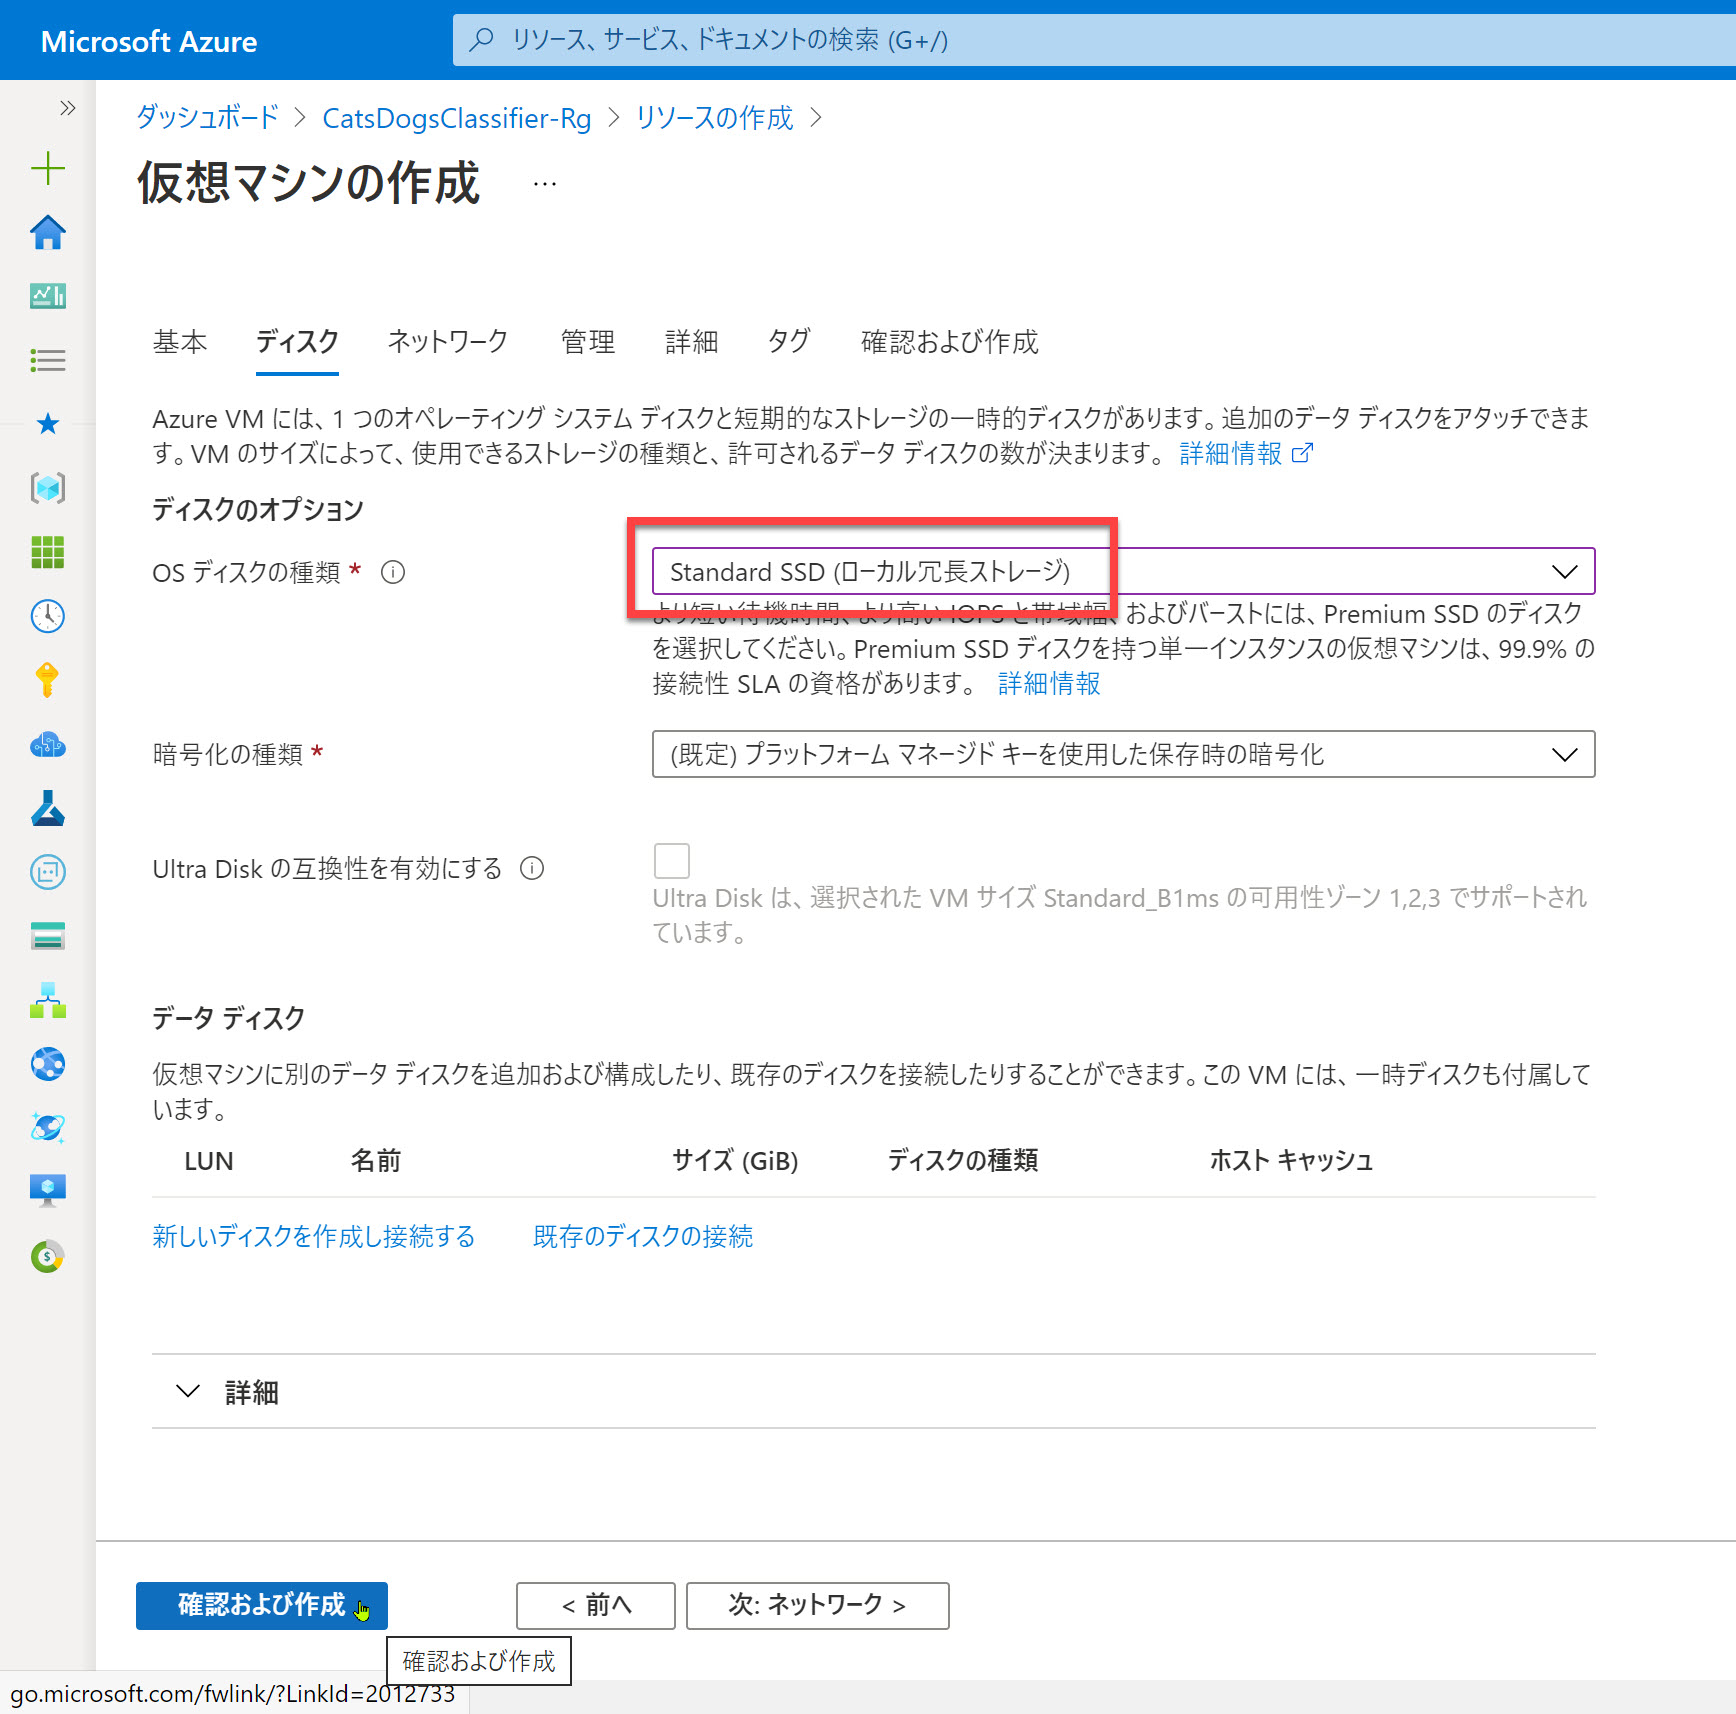 Microsoft Azure
リソース、サービス、ドキュメントの検索 (G+/)
ダッシュボード > CatsDogsClassifier-Rg > リソースの作成 >
仮想マシンの作成 …
基本 ディスク ネットワーク 管理 詳細 タグ 確認および作成
Azure VM には、1 つのオペレーティング システム ディスクと短期的なストレージの一時的ディスクがあります。追加のデータ ディスクをアタッチできま
す。VM のサイズによって、使用できるストレージの種類と、許可されるデータ ディスクの数が決まります。 詳細情報
ディスクのオプション
OS ディスクの種類 *
Standard SSD (ローカル冗長ストレージ)
より短い待機時間、より高い IOPS と帯域幅、およびバーストには、Premium SSD のディスク
を選択してください。Premium SSD ディスクを持つ単一インスタンスの仮想マシンは、99.9% の
接続性 SLA の資格があります。 詳細情報
暗号化の種類 *
(既定) プラットフォーム マネージド キーを使用した保存時の暗号化
Ultra Disk の互換性を有効にする
Ultra Disk は、選択された VM サイズ Standard_B1ms の可用性ゾーン 1,2,3 でサポートされ
ています。
データ ディスク
仮想マシンに別のデータ ディスクを追加および構成したり、既存のディスクを接続したりすることができます。この VM には、一時ディスクも付属して
います。
LUN 名前 サイズ (GiB) ディスクの種類 ホスト キャッシュ
新しいディスクを作成し接続する 既存のディスクの接続
詳細
確認および作成 < 前へ 次: ネットワーク >
確認および作成
go.microsoft.com/fwlink/?LinkId=2012733